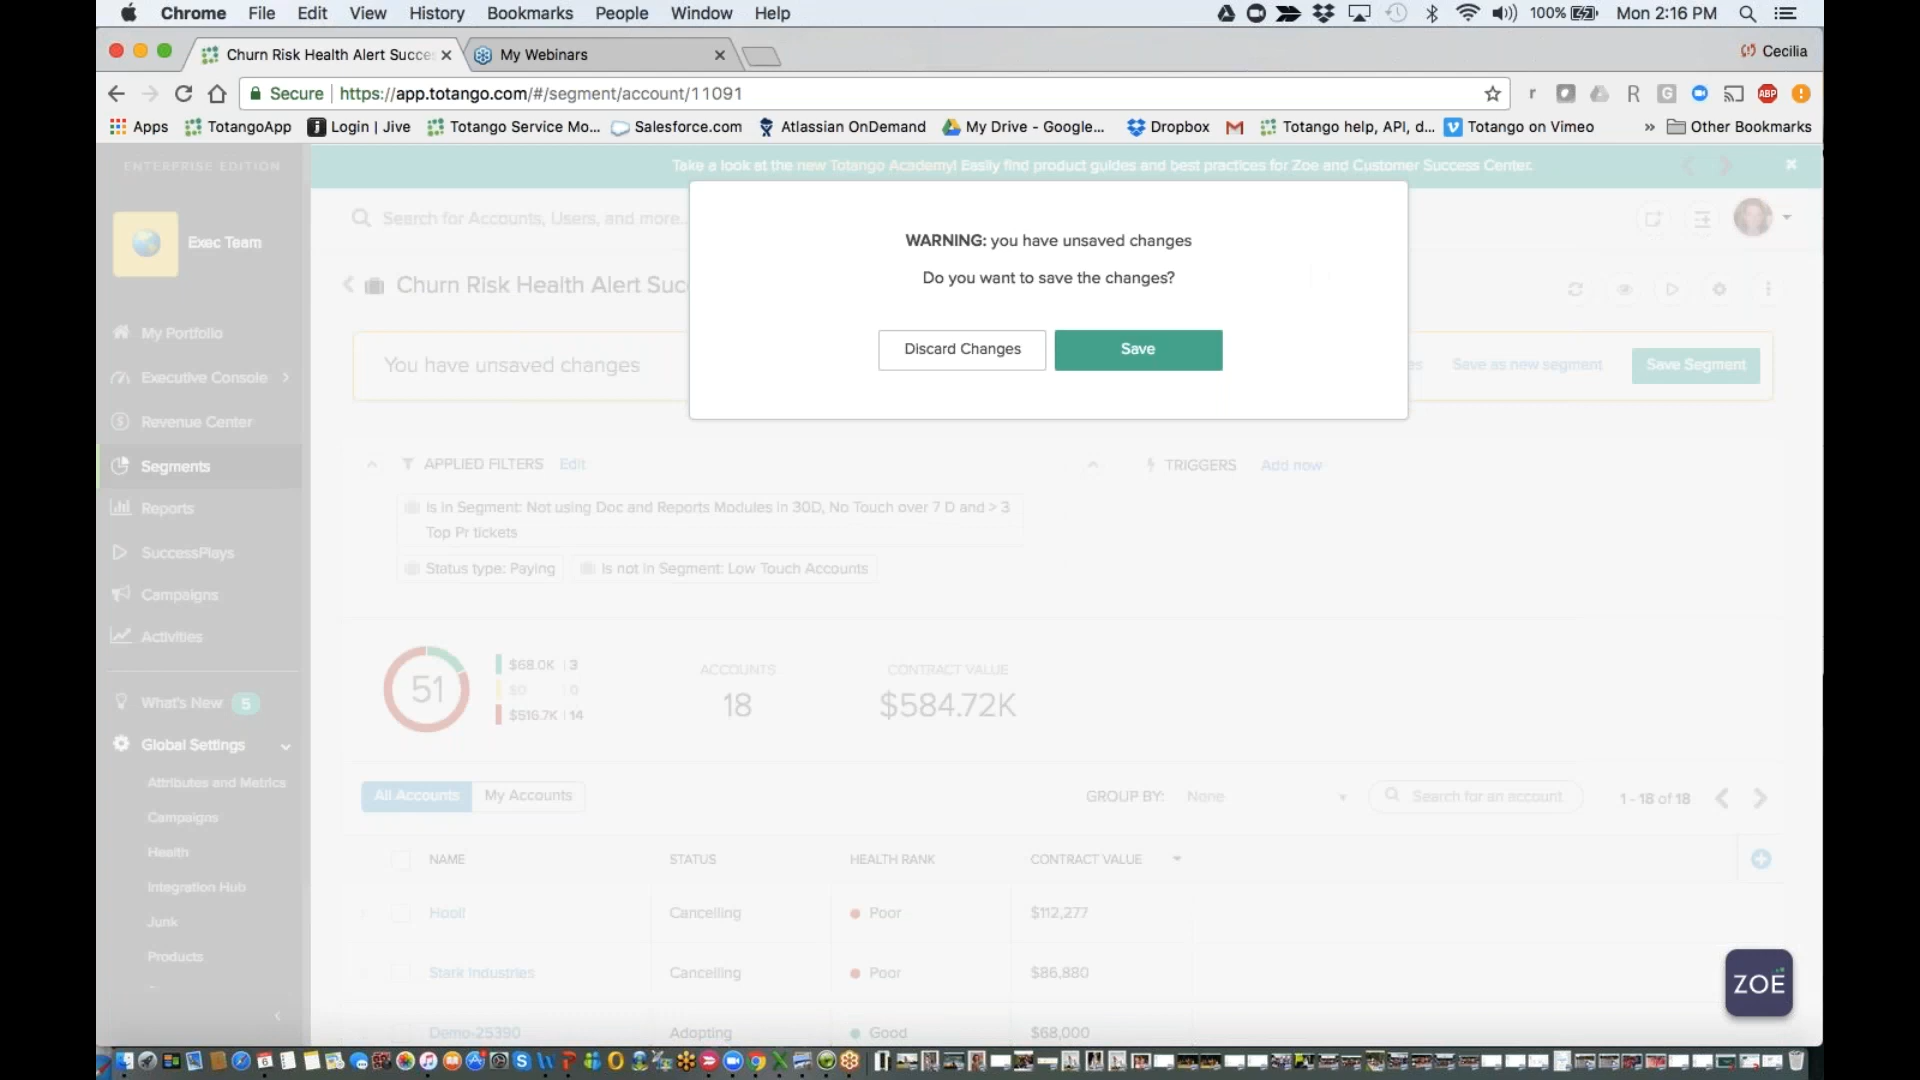 Chrome File Edit View History Bookmarks People Window Help
100% Mon 2:16 PM
Churn Risk Health Alert Succe
My Webinars
Cecilia
Secure https://app.totango.com/#/segment/account/11091
Apps TotangoApp Login | Jive Totango Service Mo... Salesforce.com Atlassian OnDemand My Drive - Google... Dropbox Totango help, API, d... Totango on Vimeo » Other Bookmarks
ENTERPRISE EDITION
Take a look at the new Totango Academy! Easily find product guides and best practices for Zoe and Customer Success Center.
Exec Team
My Portfolio
Executive Console
Revenue Center
Segments
Reports
SuccessPlays
Campaigns
Activities
What's New 5
Global Settings
Attributes and Metrics
Campaigns
Health
Integration Hub
Junk
Products
Search for Accounts, Users, and more...
Churn Risk Health Alert Suc
WARNING: you have unsaved changes
Do you want to save the changes?
Discard Changes
Save
You have unsaved changes
Save as new segment
Save Segment
APPLIED FILTERS Edit
Is in Segment: Not using Doc and Reports Modules in 30D, No Touch over 7 D and > 3
Top Pr tickets
Status type: Paying
Is not in Segment: Low Touch Accounts
TRIGGERS Add now
51
$68.0K | 3
$0 | 0
$516.7K | 14
ACCOUNTS
18
CONTRACT VALUE
$584.72K
All Accounts My Accounts
GROUP BY: None
Search for an account
1 - 18 of 18
NAME STATUS HEALTH RANK CONTRACT VALUE
Hooli Cancelling Poor $112,277
Stark Industries Cancelling Poor $86,880
Demo-25390 Adopting Good $68,000
ZOE